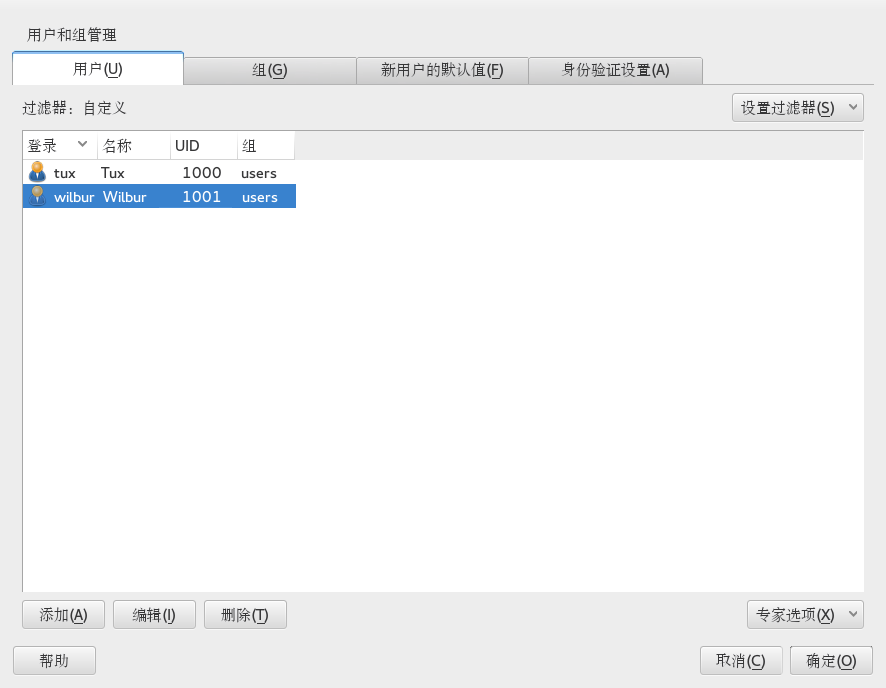 用户和组管理
用户(U) 组(G) 新用户的默认值(F) 身份验证设置(A)
过滤器：自定义 设置过滤器(S)
登录 名称 UID 组
tux Tux 1000 users
wilbur Wilbur 1001 users
添加(A) 编辑(I) 删除(T) 专家选项(X)
帮助 取消(C) 确定(O)